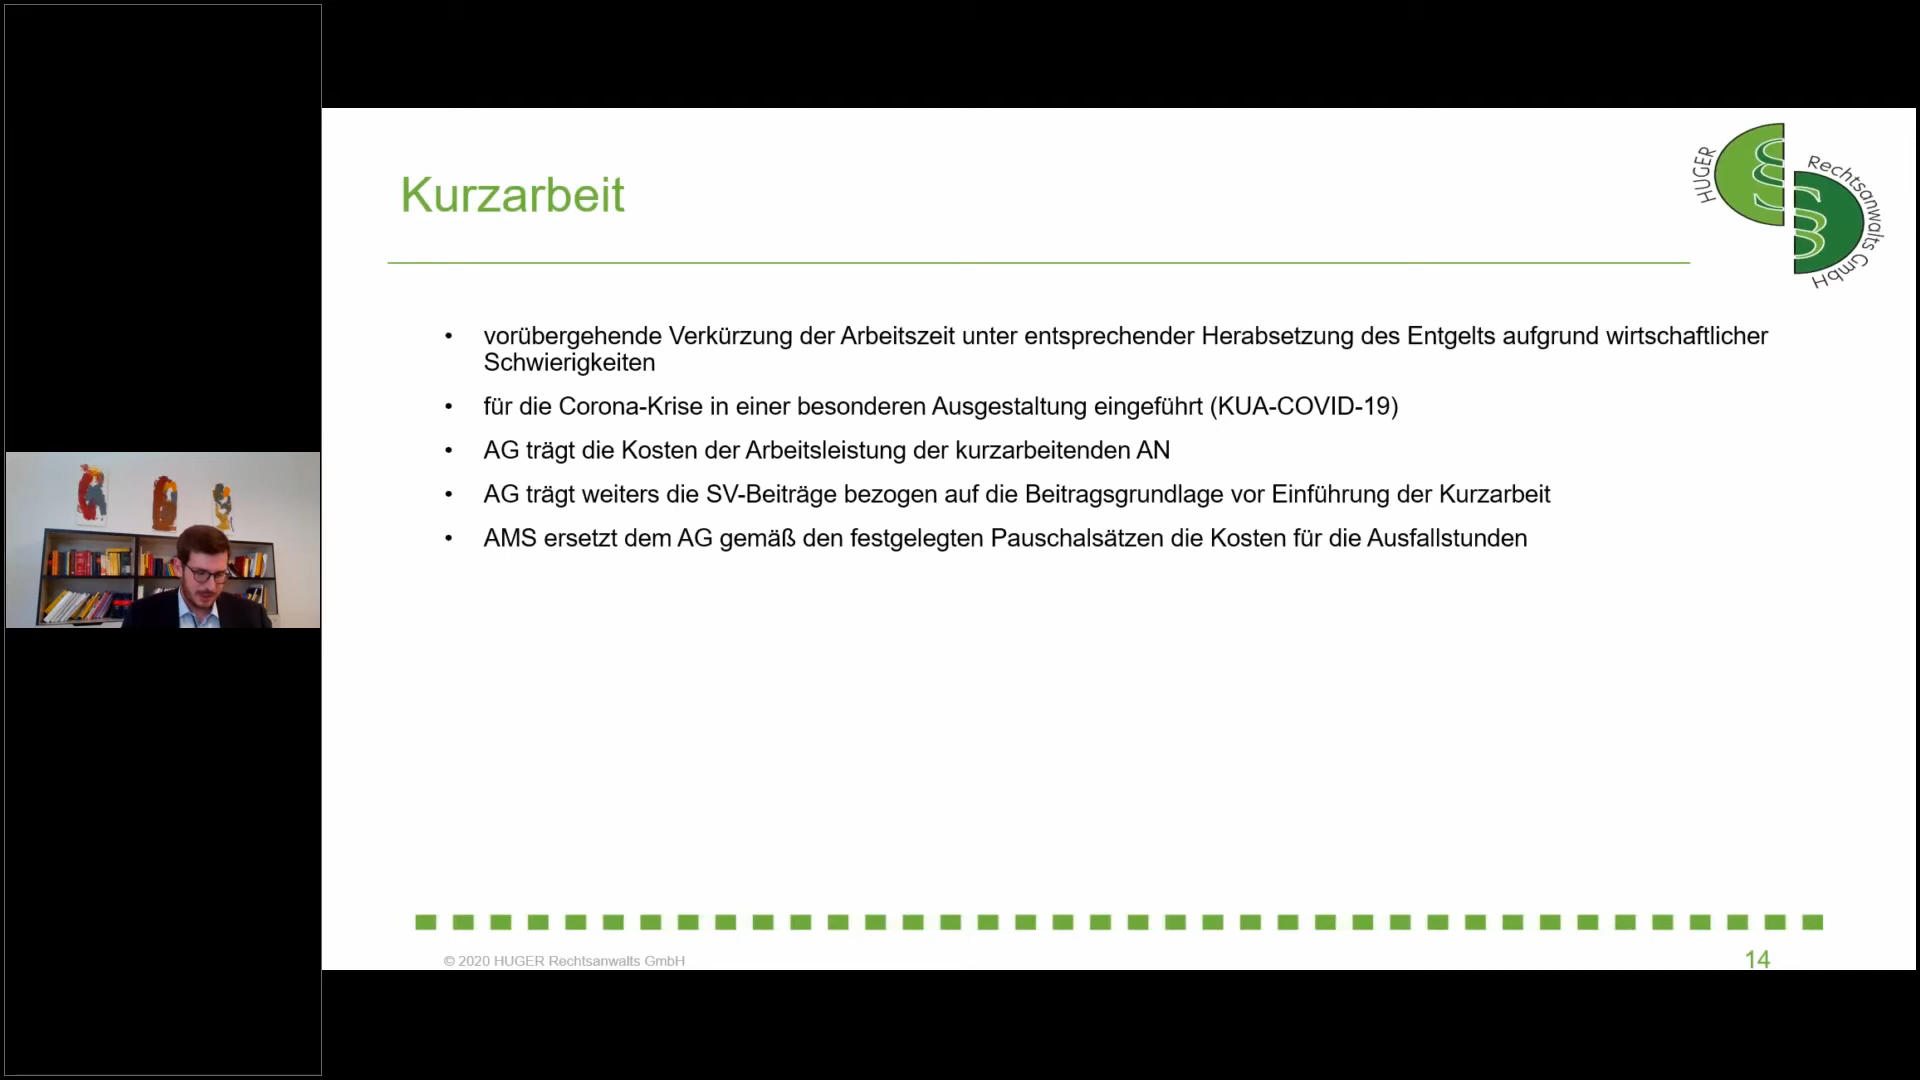 Kurzarbeit
HUGER
Rechtsanwalts GmbH
• vorübergehende Verkürzung der Arbeitszeit unter entsprechender Herabsetzung des Entgelts aufgrund wirtschaftlicher
Schwierigkeiten
• für die Corona-Krise in einer besonderen Ausgestaltung eingeführt (KUA-COVID-19)
• AG trägt die Kosten der Arbeitsleistung der kurzarbeitenden AN
• AG trägt weiters die SV-Beiträge bezogen auf die Beitragsgrundlage vor Einführung der Kurzarbeit
• AMS ersetzt dem AG gemäß den festgelegten Pauschalsätzen die Kosten für die Ausfallstunden
© 2020 HUGER Rechtsanwalts GmbH
14